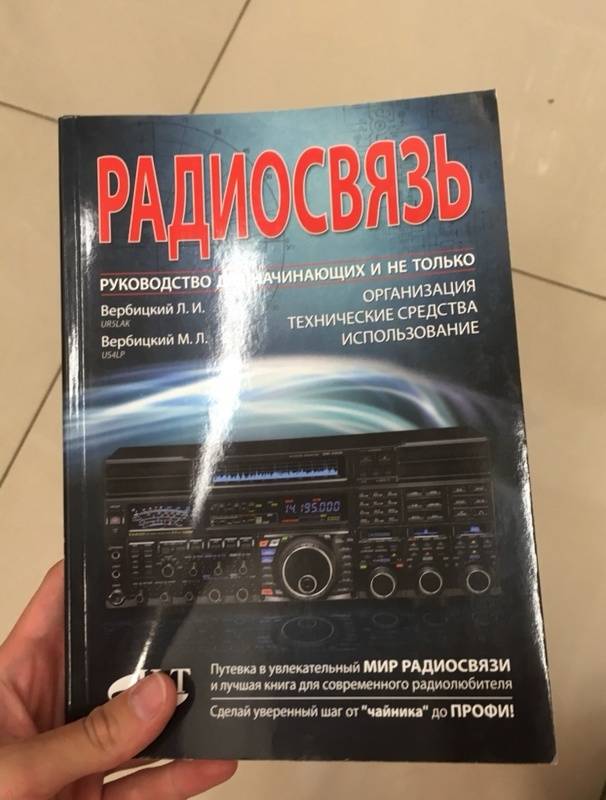 РАДИОСВЯЗЬ
РУКОВОДСТВО НАЧИНАЮЩИХ И НЕ ТОЛЬКО
Вербицкий Л. И.
UR5LAK
Вербицкий М. Л.
US4LP
ОРГАНИЗАЦИЯ
ТЕХНИЧЕСКИЕ СРЕДСТВА
ИСПОЛЬЗОВАНИЕ
14.195.000
Путевка в увлекательный МИР РАДИОСВЯЗИ
и лучшая книга для современного радиолюбителя
Сделай уверенный шаг от "чайника" до ПРОФИ!